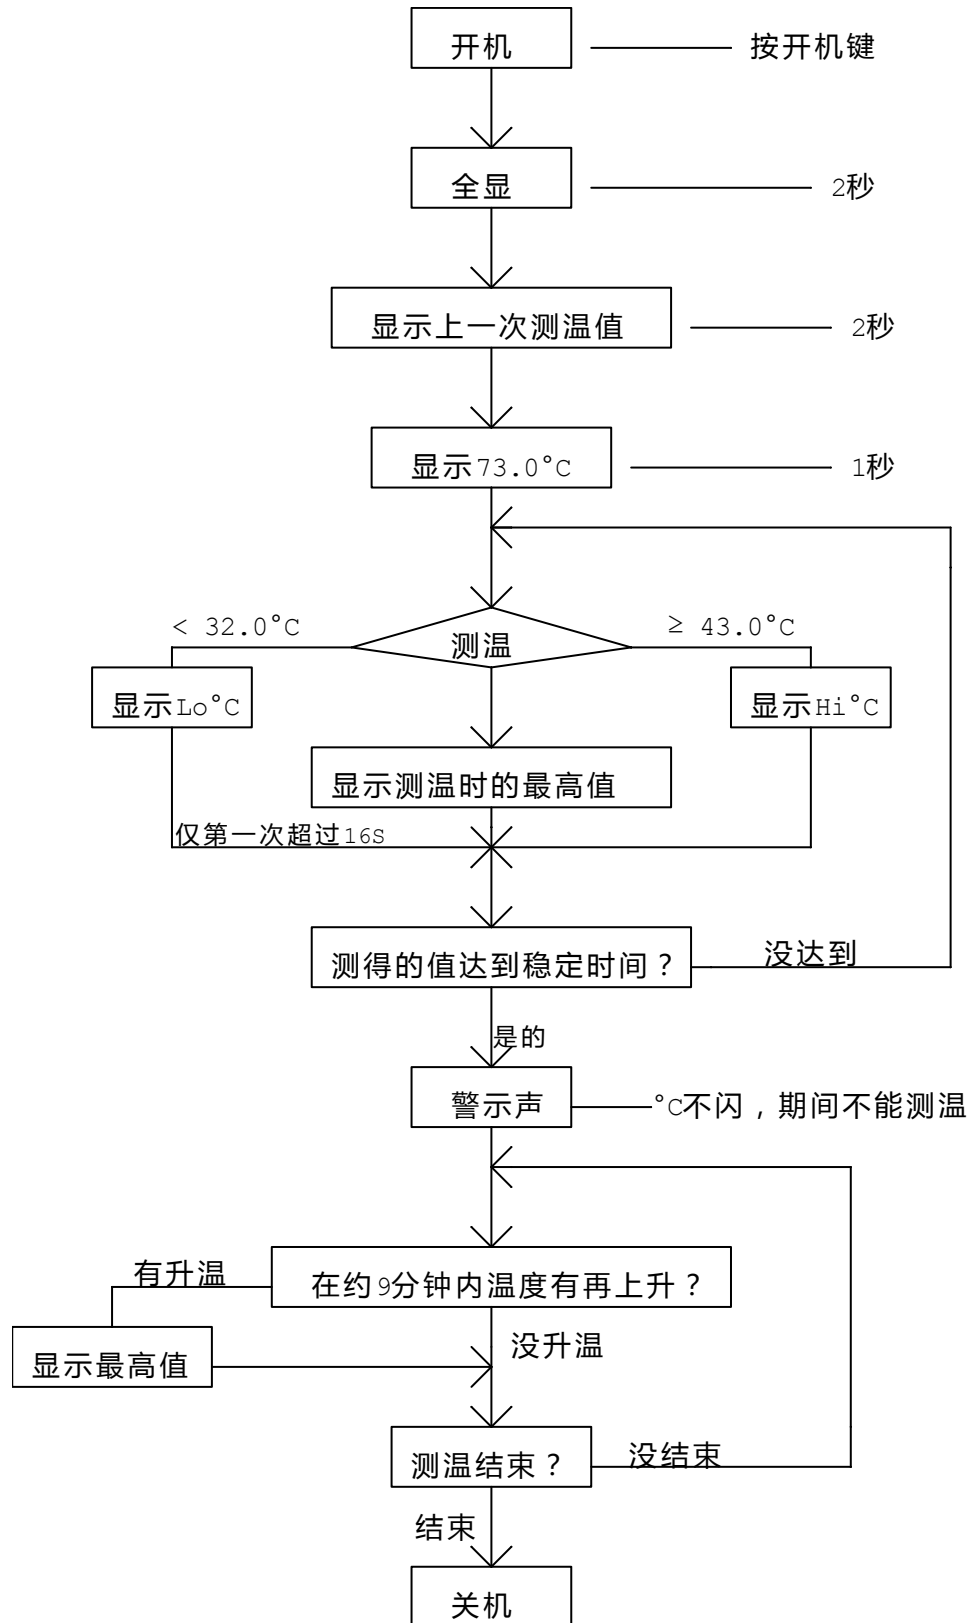 开机
按开机键
全显
2秒
显示上一次测温值
2秒
显示73.0°C
1秒
< 32.0°C
测温
≥ 43.0°C
显示Lo°C
显示Hi°C
显示测温时的最高值
仅第一次超过16S
测得的值达到稳定时间？
没达到
是的
警示声
°C不闪，期间不能测温
有升温
在约9分钟内温度有再上升？
没升温
显示最高值
测温结束？
没结束
结束
关机